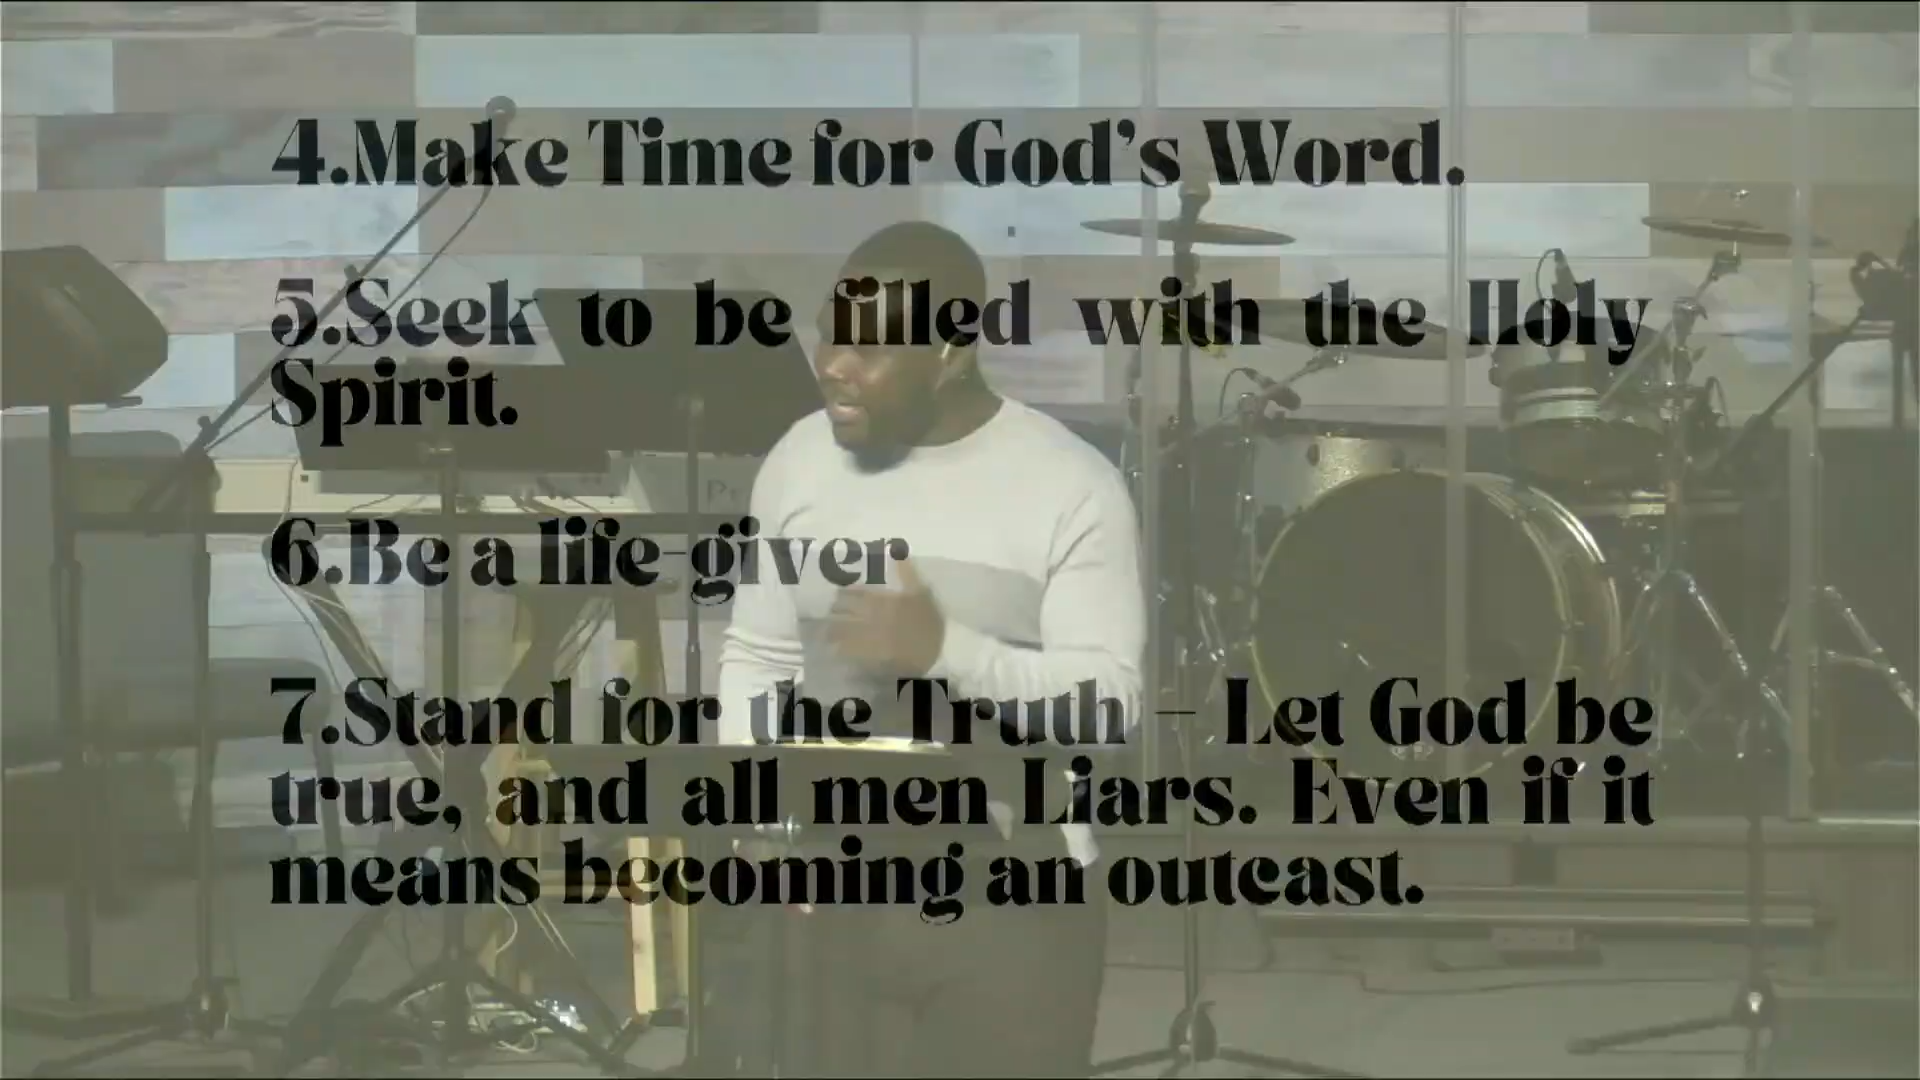 4.Make Time for God's Word.
5.Seek to be filled with the Holy
Spirit.
6.Be a life-giver
7.Stand for the Truth – Let God be
true, and all men Liars. Even if it
means becoming an outcast.